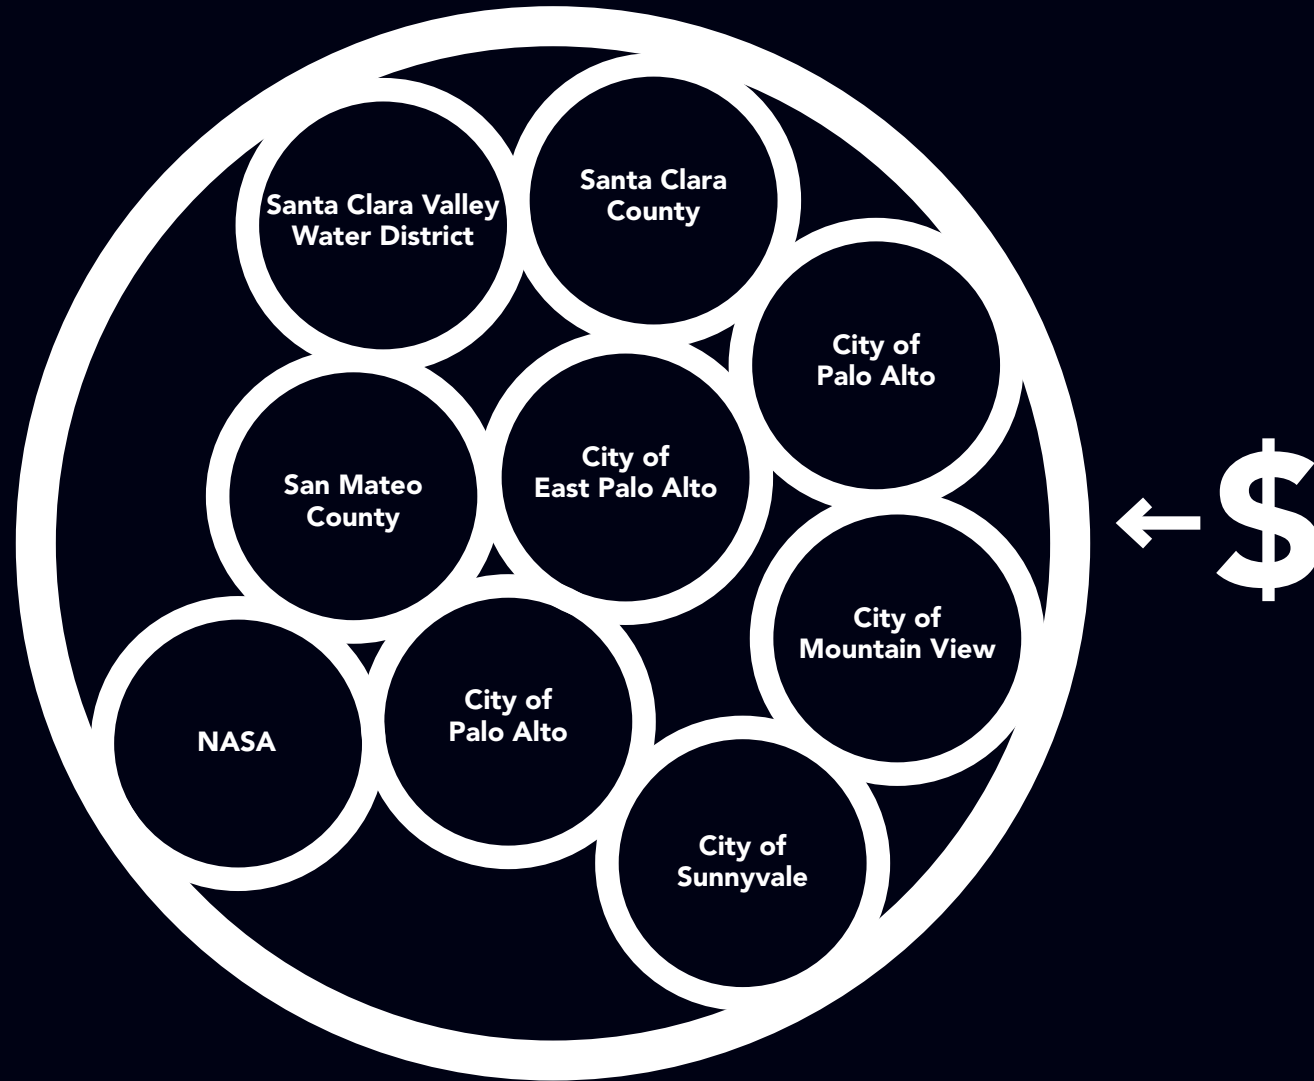 Santa Clara Valley
Water District
Santa Clara
County
City of
Palo Alto
San Mateo
County
City of
East Palo Alto
← $
City of
Mountain View
NASA
City of
Palo Alto
City of
Sunnyvale